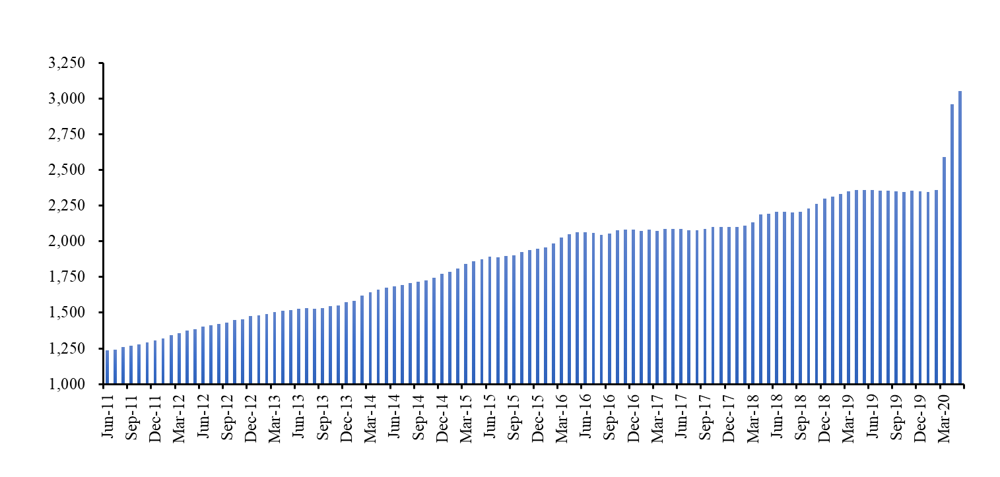 3,250
3,000
2,750
2,500
2,250
2,000
1,750
1,500
1,250
1,000
Jun-11
Sep-11
Dec-11
Mar-12
Jun-12
Sep-12
Dec-12
Mar-13
Jun-13
Sep-13
Dec-13
Mar-14
Jun-14
Sep-14
Dec-14
Mar-15
Jun-15
Sep-15
Dec-15
Mar-16
Jun-16
Sep-16
Dec-16
Mar-17
Jun-17
Sep-17
Dec-17
Mar-18
Jun-18
Sep-18
Dec-18
Mar-19
Jun-19
Sep-19
Dec-19
Mar-20